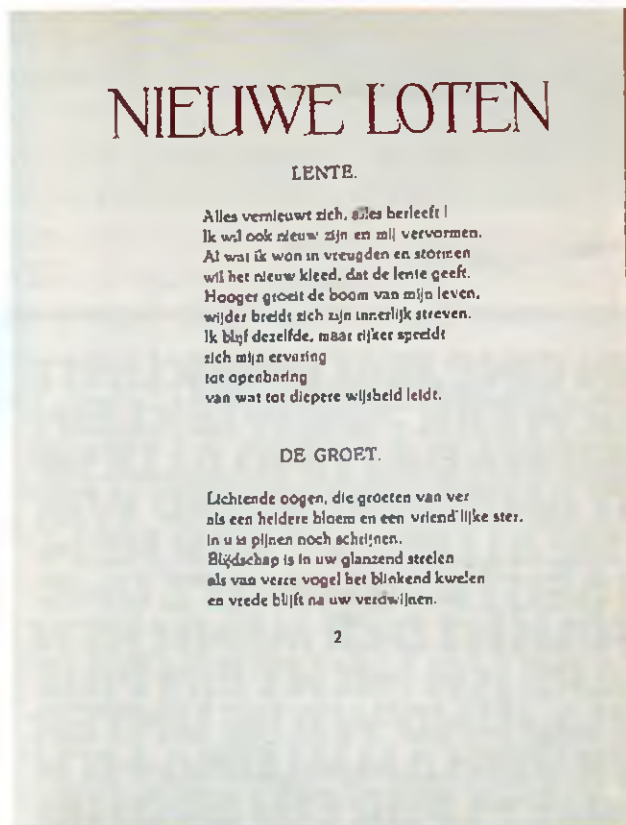 NIEUWE LOTEN
LENTE.
Alles vernieuwt zich, alles herleeft!
Ik wil ook nieuw zijn en mij vervormen.
Al wat ik won in vreugden en stormen
wil het nieuw kleed, dat de lente geeft.
Hooger groeit de boom van mijn leven,
wijder breidt zich zijn innerlijk streven.
Ik blijf dezelfde, maar rijker spreidt
zich mijn ervaring
tot openbaring
van wat tot diepere wijsheid leidt.
DE GROET.
Lichtende oogen, die groeten van ver
als een heldere bloem en een vriend'lijke ster.
In u is pijnen noch schrijnen.
Blijdschap is in uw glanzend strelen
als van verre vogel het blinkend kwelen
en vrede blijft na uw verdwijnen.
2